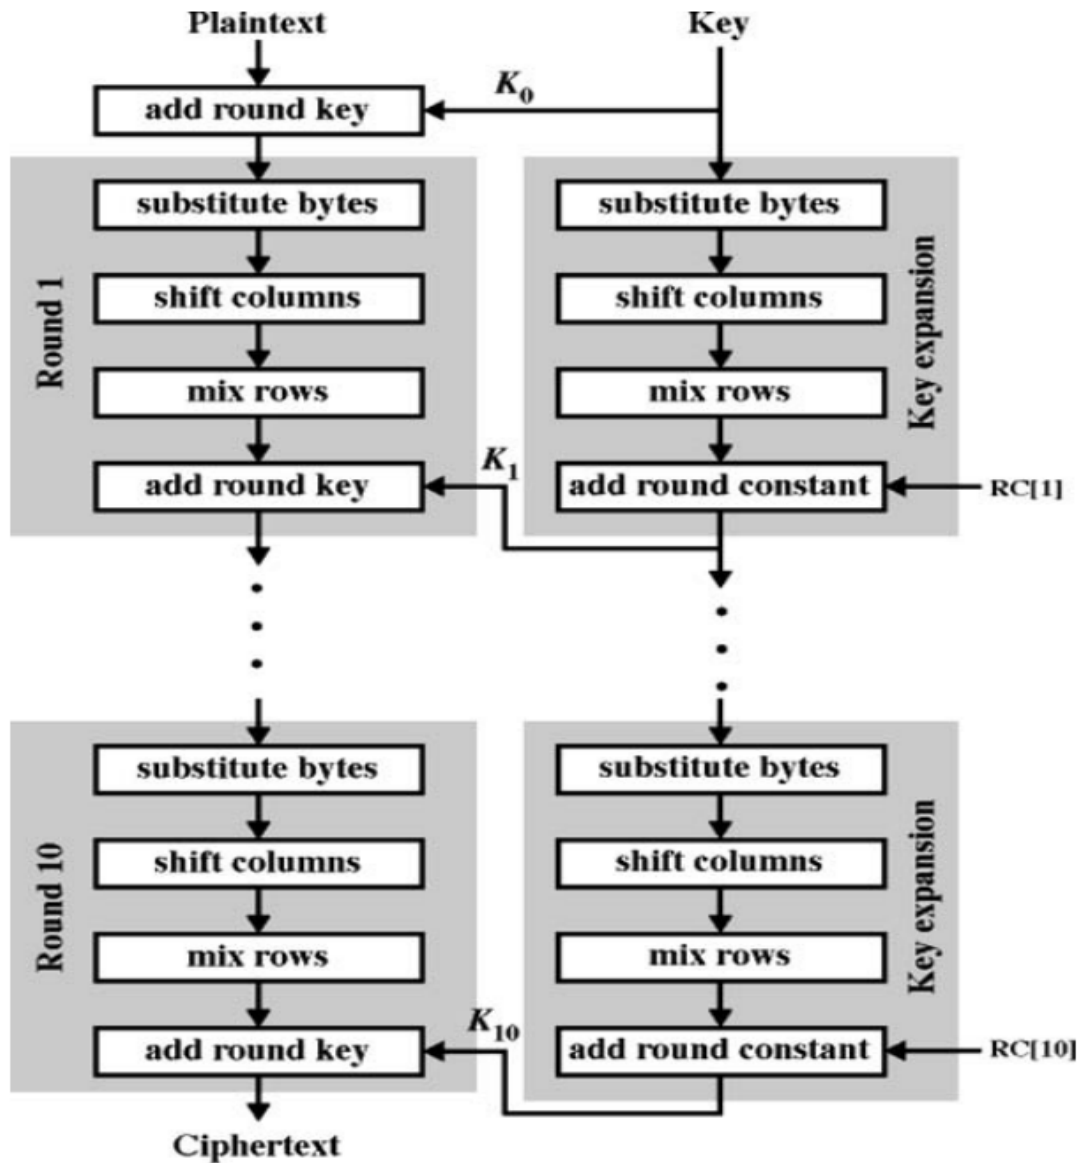 Plaintext
Key
K0
add round key
Round 1
substitute bytes
shift columns
mix rows
add round key
K1
substitute bytes
shift columns
mix rows
add round constant
Key expansion
RC[1]
Round 10
substitute bytes
shift columns
mix rows
add round key
K10
substitute bytes
shift columns
mix rows
add round constant
Key expansion
RC[10]
Ciphertext